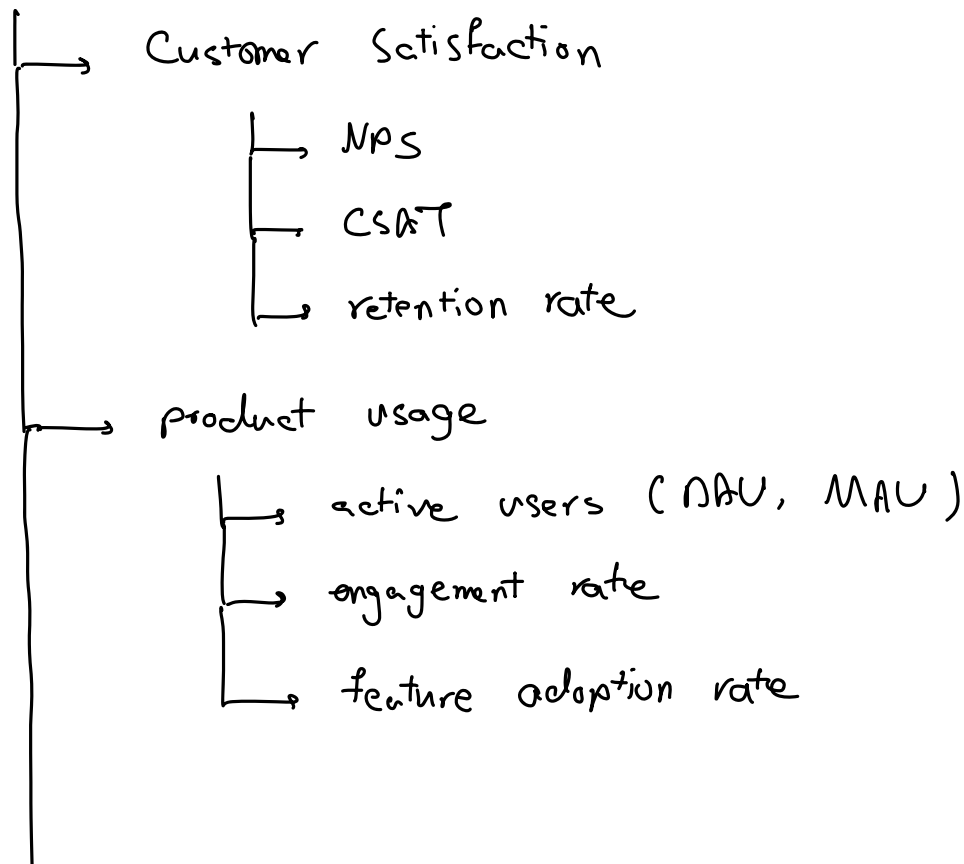 Customer Satisfaction
NPS
CSAT
retention rate
product usage
active users (DAU, MAU)
engagement rate
feature adoption rate